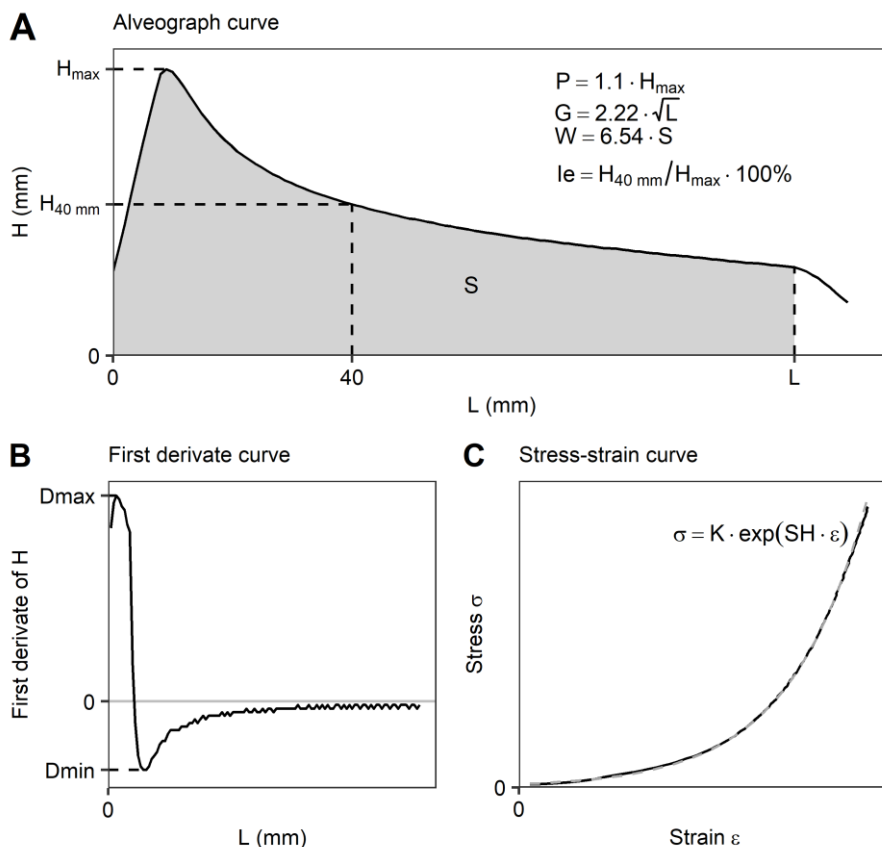 A Alveograph curve
Hmax
P = 1.1 · Hmax
G = 2.22 · √L
W = 6.54 · S
Ie = H40 mm/Hmax · 100%
H40 mm
H (mm)
S
0
0 40 L
L (mm)
B First derivate curve
Dmax
First derivate of H
0
Dmin
0
L (mm)
C Stress-strain curve
σ = K · exp(SH · ε)
Stress σ
0
0
Strain ε